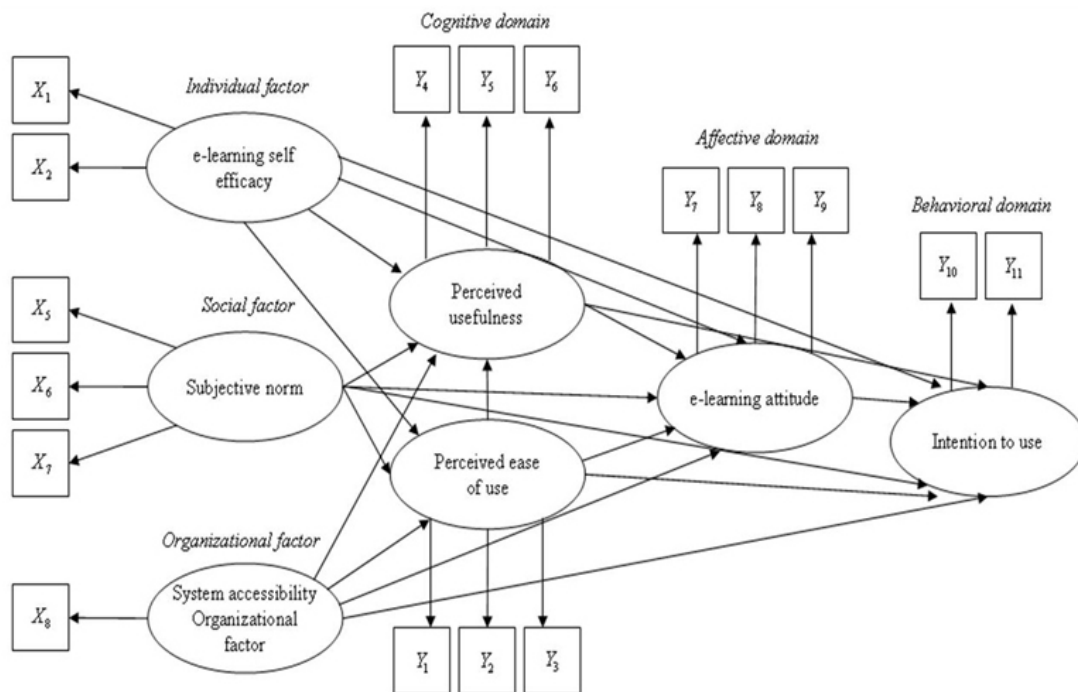 Cognitive domain
X1
Individual factor
Y4
Y5
Y6
X2
e-learning self
efficacy
Affective domain
Y7
Y8
Y9
Behavioral domain
Y10
Y11
X5
Social factor
Perceived
usefulness
X6
Subjective norm
e-learning attitude
X7
Perceived ease
of use
Intention to use
Organizational factor
X8
System accessibility
Organizational
factor
Y1
Y2
Y3